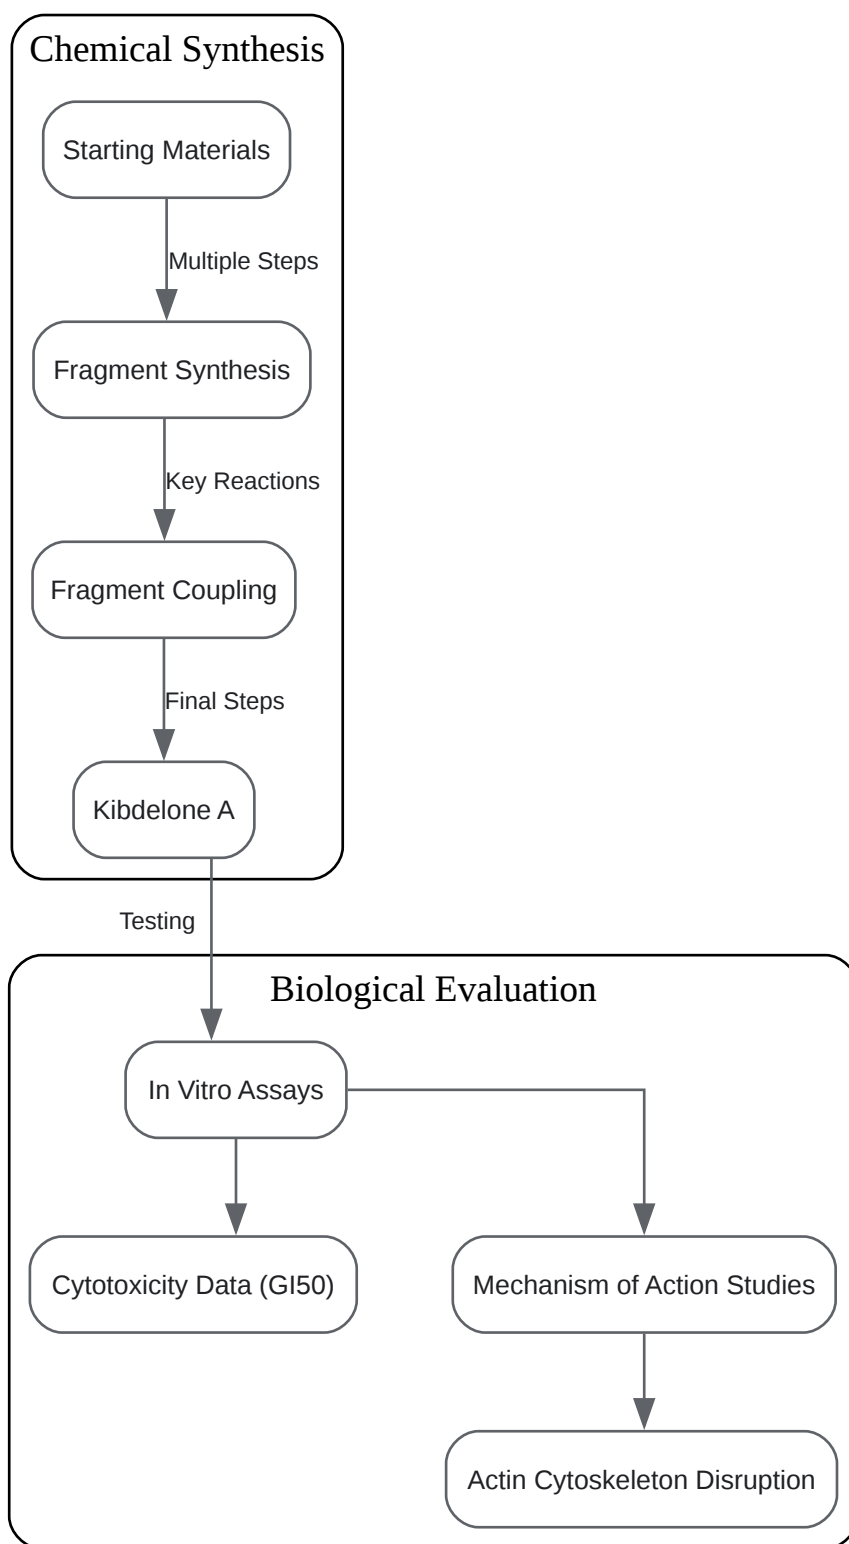 Chemical Synthesis
Starting Materials
Multiple Steps
Fragment Synthesis
Key Reactions
Fragment Coupling
Final Steps
Kibdelone A
Testing
Biological Evaluation
In Vitro Assays
Cytotoxicity Data (GI50)
Mechanism of Action Studies
Actin Cytoskeleton Disruption